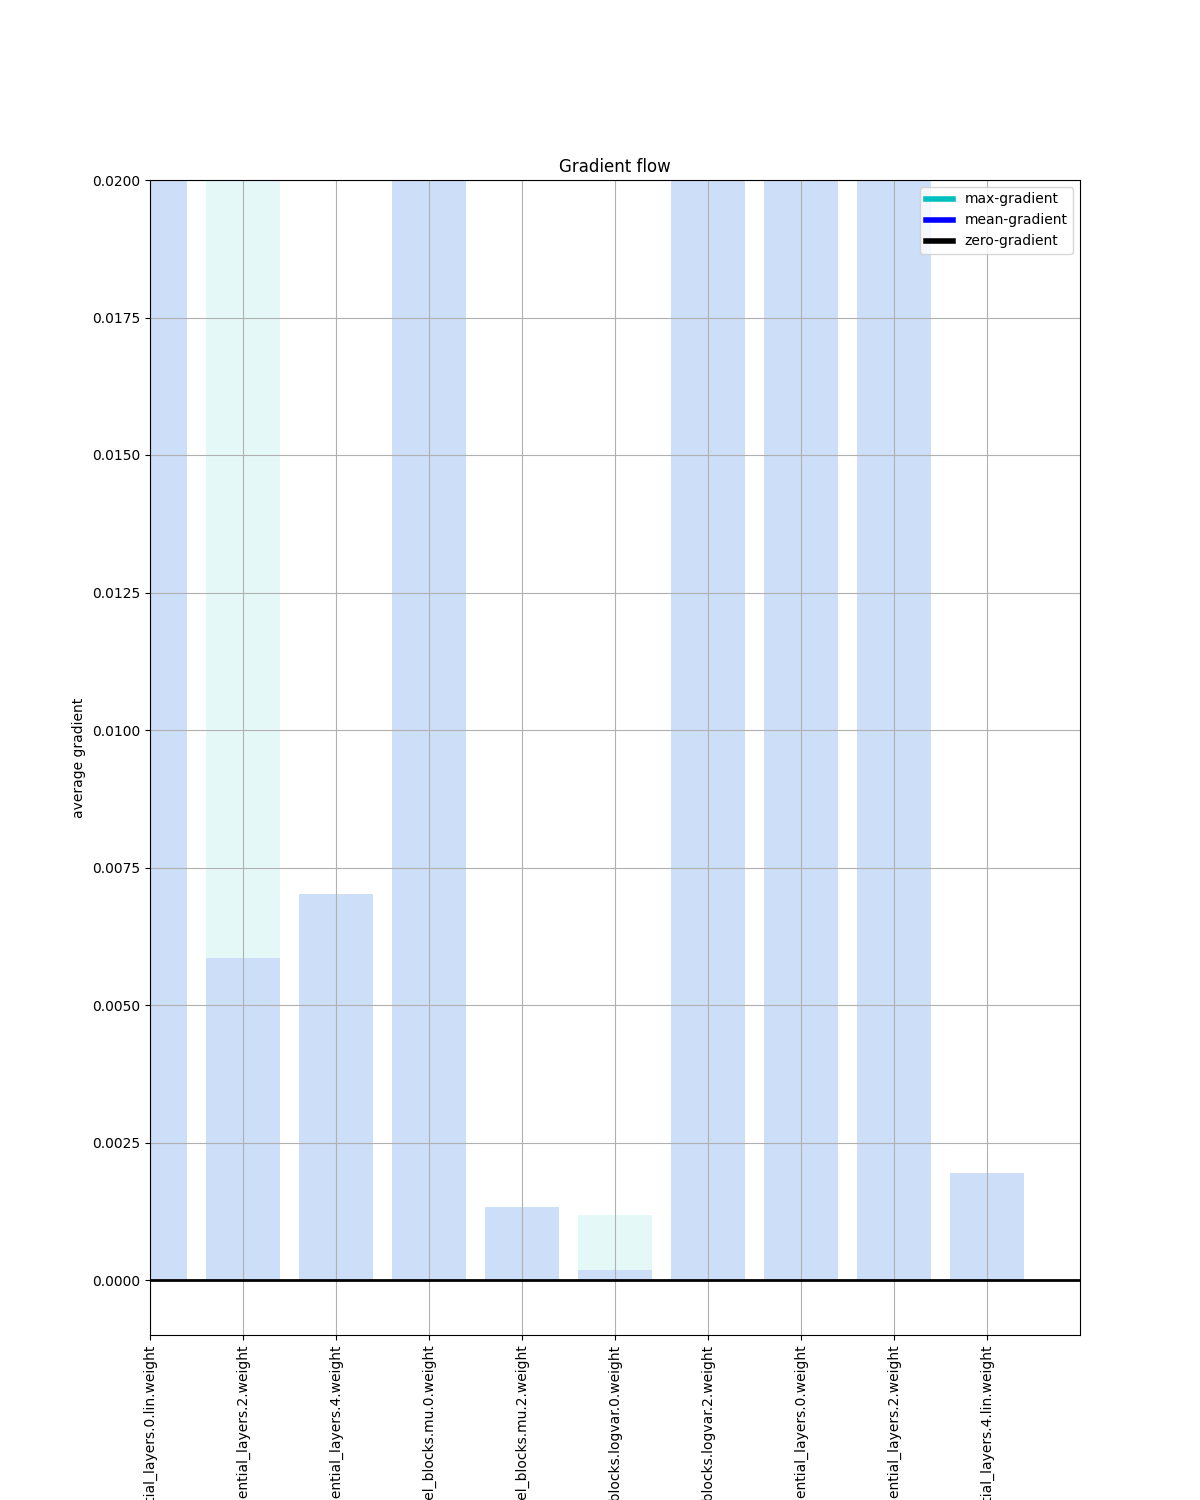 Gradient flow
max-gradient
mean-gradient
zero-gradient
0.0200
0.0175
0.0150
0.0125
0.0100
0.0075
0.0050
0.0025
0.0000
average gradient
tial_layers.0.lin.weight
ential_layers.2.weight
ential_layers.4.weight
el_blocks.mu.0.weight
el_blocks.mu.2.weight
blocks.logvar.0.weight
blocks.logvar.2.weight
ential_layers.0.weight
ential_layers.2.weight
tial_layers.4.lin.weight